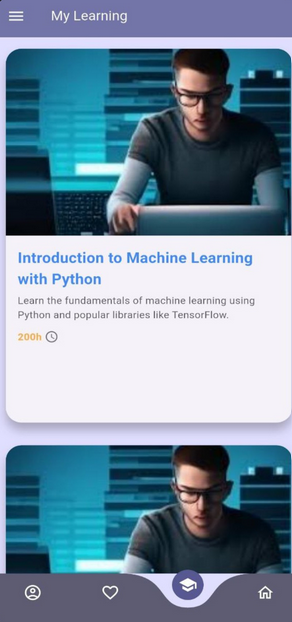 My Learning
Introduction to Machine Learning
with Python
Learn the fundamentals of machine learning using
Python and popular libraries like TensorFlow.
200h